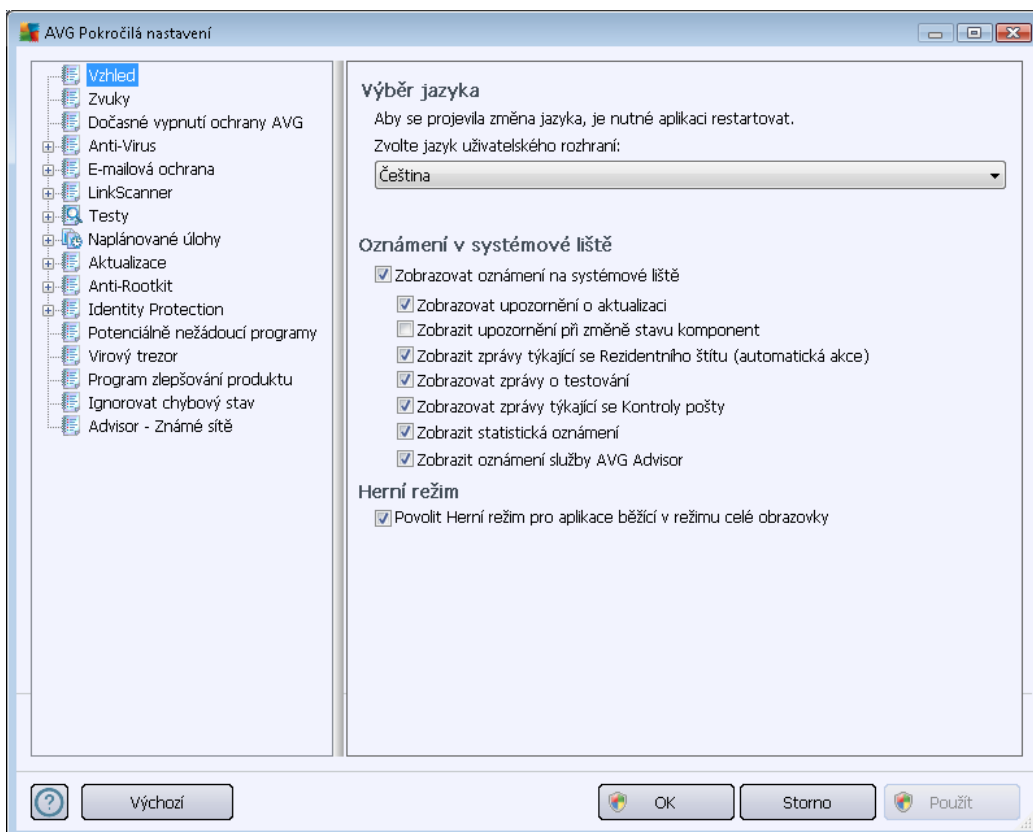 AVG Pokročilá nastavení
Vzhled
Zvuky
Dočasné vypnutí ochrany AVG
Anti-Virus
E-mailová ochrana
LinkScanner
Testy
Naplánované úlohy
Aktualizace
Anti-Rootkit
Identity Protection
Potenciálně nežádoucí programy
Virový trezor
Program zlepšování produktu
Ignorovat chybový stav
Advisor - Známé sítě
Výběr jazyka
Aby se projevila změna jazyka, je nutné aplikaci restartovat.
Zvolte jazyk uživatelského rozhraní:
Čeština
Oznámení v systémové liště
Zobrazovat oznámení na systémové liště
Zobrazovat upozornění o aktualizaci
Zobrazit upozornění při změně stavu komponent
Zobrazit zprávy týkající se Rezidentního štítu (automatická akce)
Zobrazovat zprávy o testování
Zobrazovat zprávy týkající se Kontroly pošty
Zobrazit statistická oznámení
Zobrazit oznámení služby AVG Advisor
Herní režim
Povolit Herní režim pro aplikace běžící v režimu celé obrazovky
Výchozí
OK
Storno
Použít